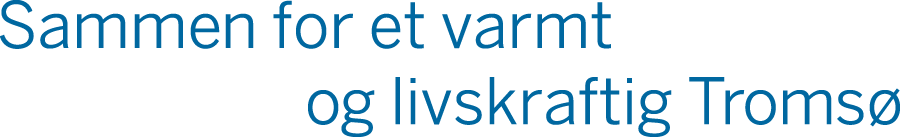 Sammen for et varmt
og livskraftig Tromsø